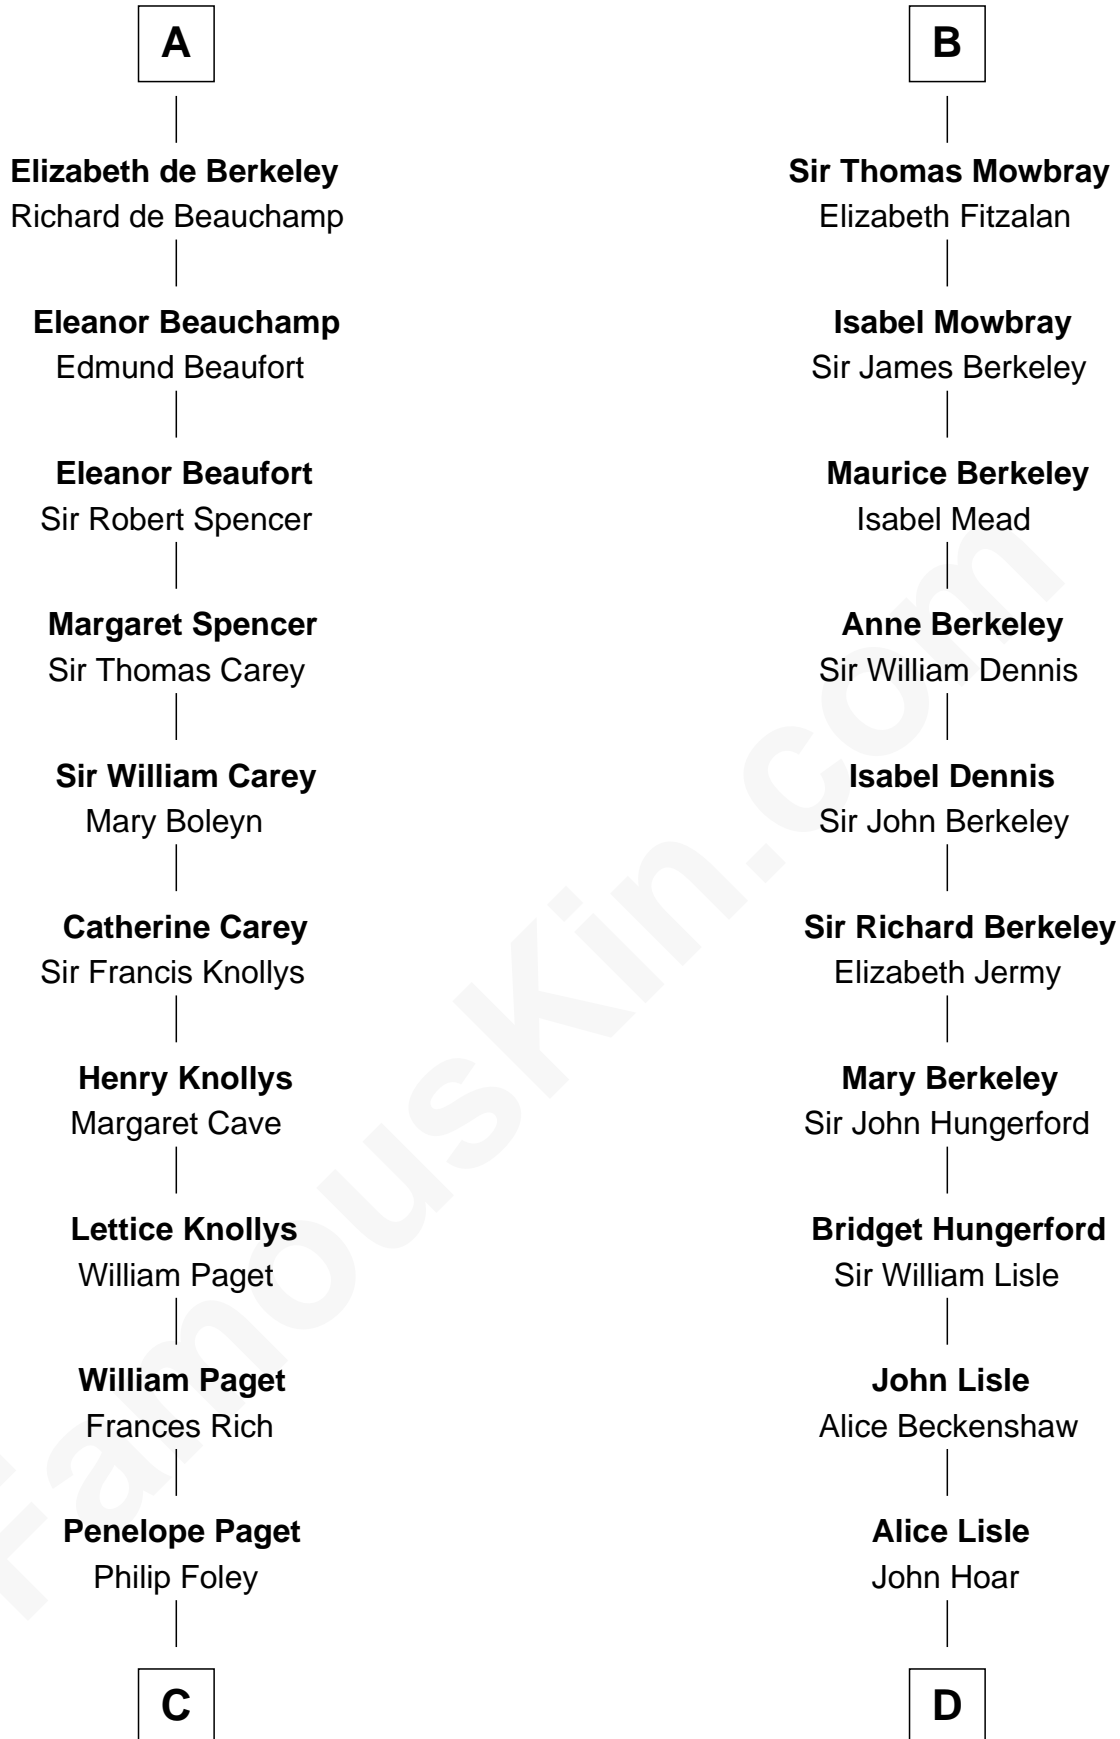 A
Elizabeth de Berkeley
Richard de Beauchamp
Eleanor Beauchamp
Edmund Beaufort
Eleanor Beaufort
Sir Robert Spencer
Margaret Spencer
Sir Thomas Carey
Sir William Carey
Mary Boleyn
Catherine Carey
Sir Francis Knollys
Henry Knollys
Margaret Cave
Lettice Knollys
William Paget
William Paget
Frances Rich
Penelope Paget
Philip Foley
C
B
Sir Thomas Mowbray
Elizabeth Fitzalan
Isabel Mowbray
Sir James Berkeley
Maurice Berkeley
Isabel Mead
Anne Berkeley
Sir William Dennis
Isabel Dennis
Sir John Berkeley
Sir Richard Berkeley
Elizabeth Jermy
Mary Berkeley
Sir John Hungerford
Bridget Hungerford
Sir William Lisle
John Lisle
Alice Beckenshaw
Alice Lisle
John Hoar
D
FamousKin.com